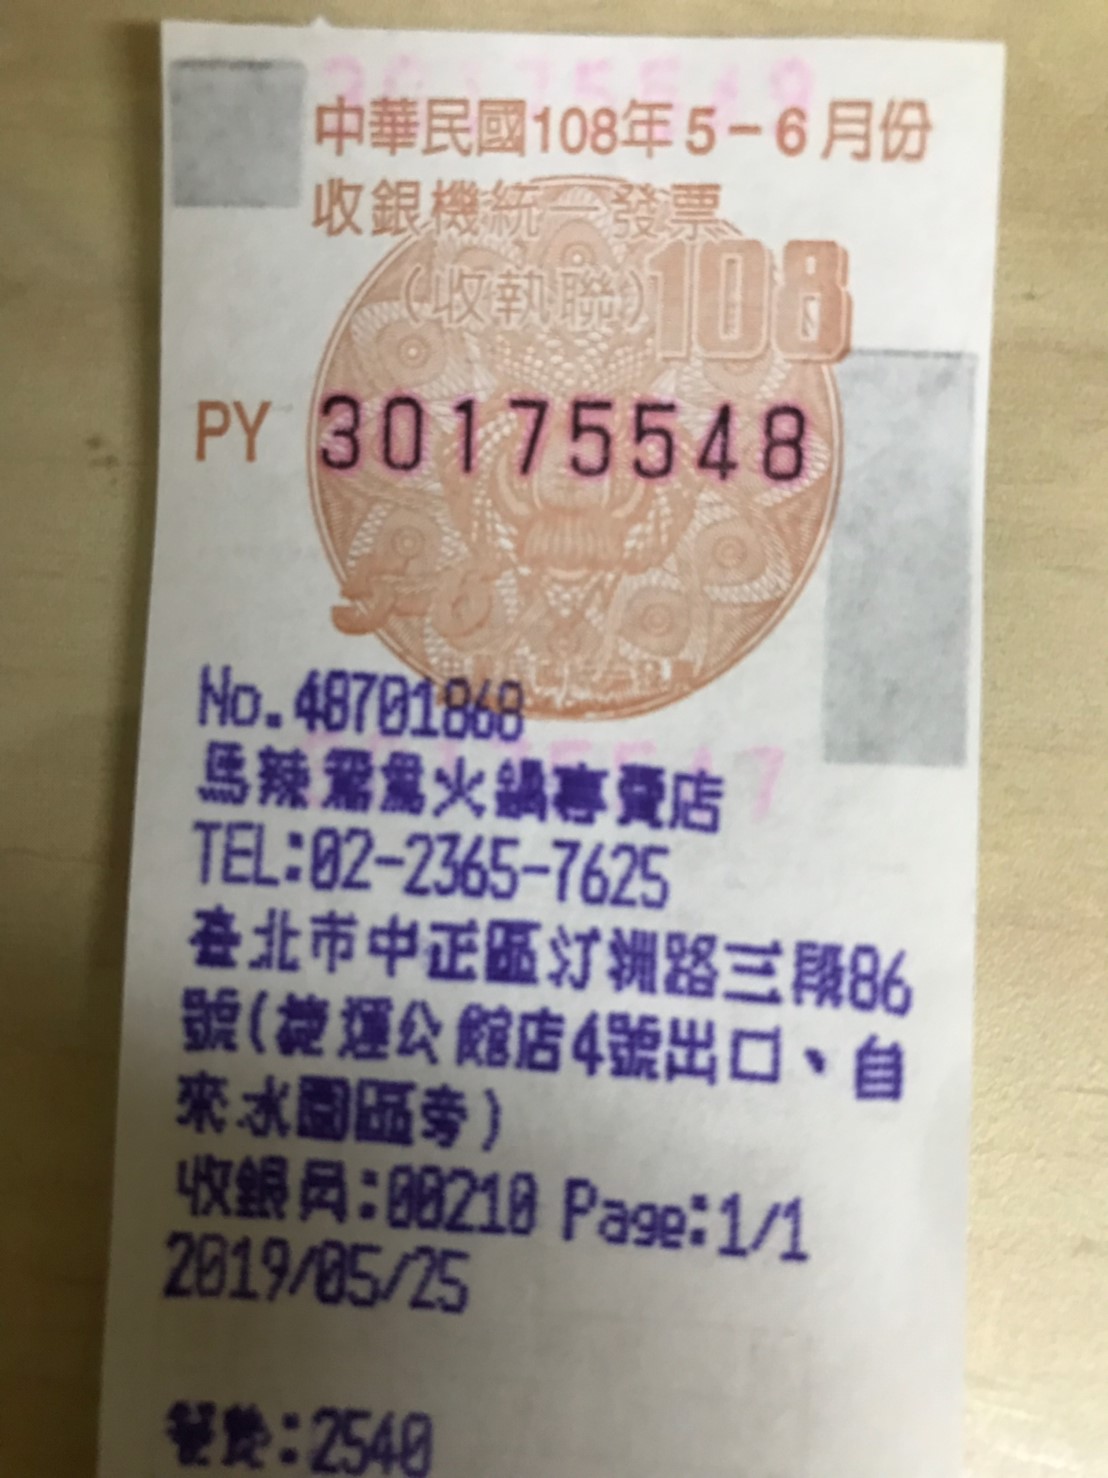 中華民國108年5－6月份
收銀機統一發票
(收執聯)
108
PY 30175548
No.48701868
馬辣鴛鴦火鍋專賣店
TEL:02-2365-7625
臺北市中正區汀洲路三段86
號(捷運公館店4號出口、自
來水園區旁)
收銀員:00210 Page:1/1
2019/05/25
餐費:2540